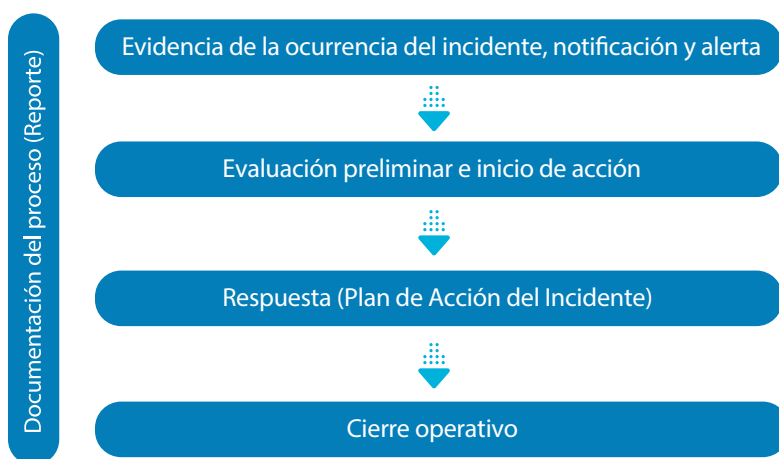 Documentación del proceso (Reporte)
Evidencia de la ocurrencia del incidente, notificación y alerta
Evaluación preliminar e inicio de acción
Respuesta (Plan de Acción del Incidente)
Cierre operativo